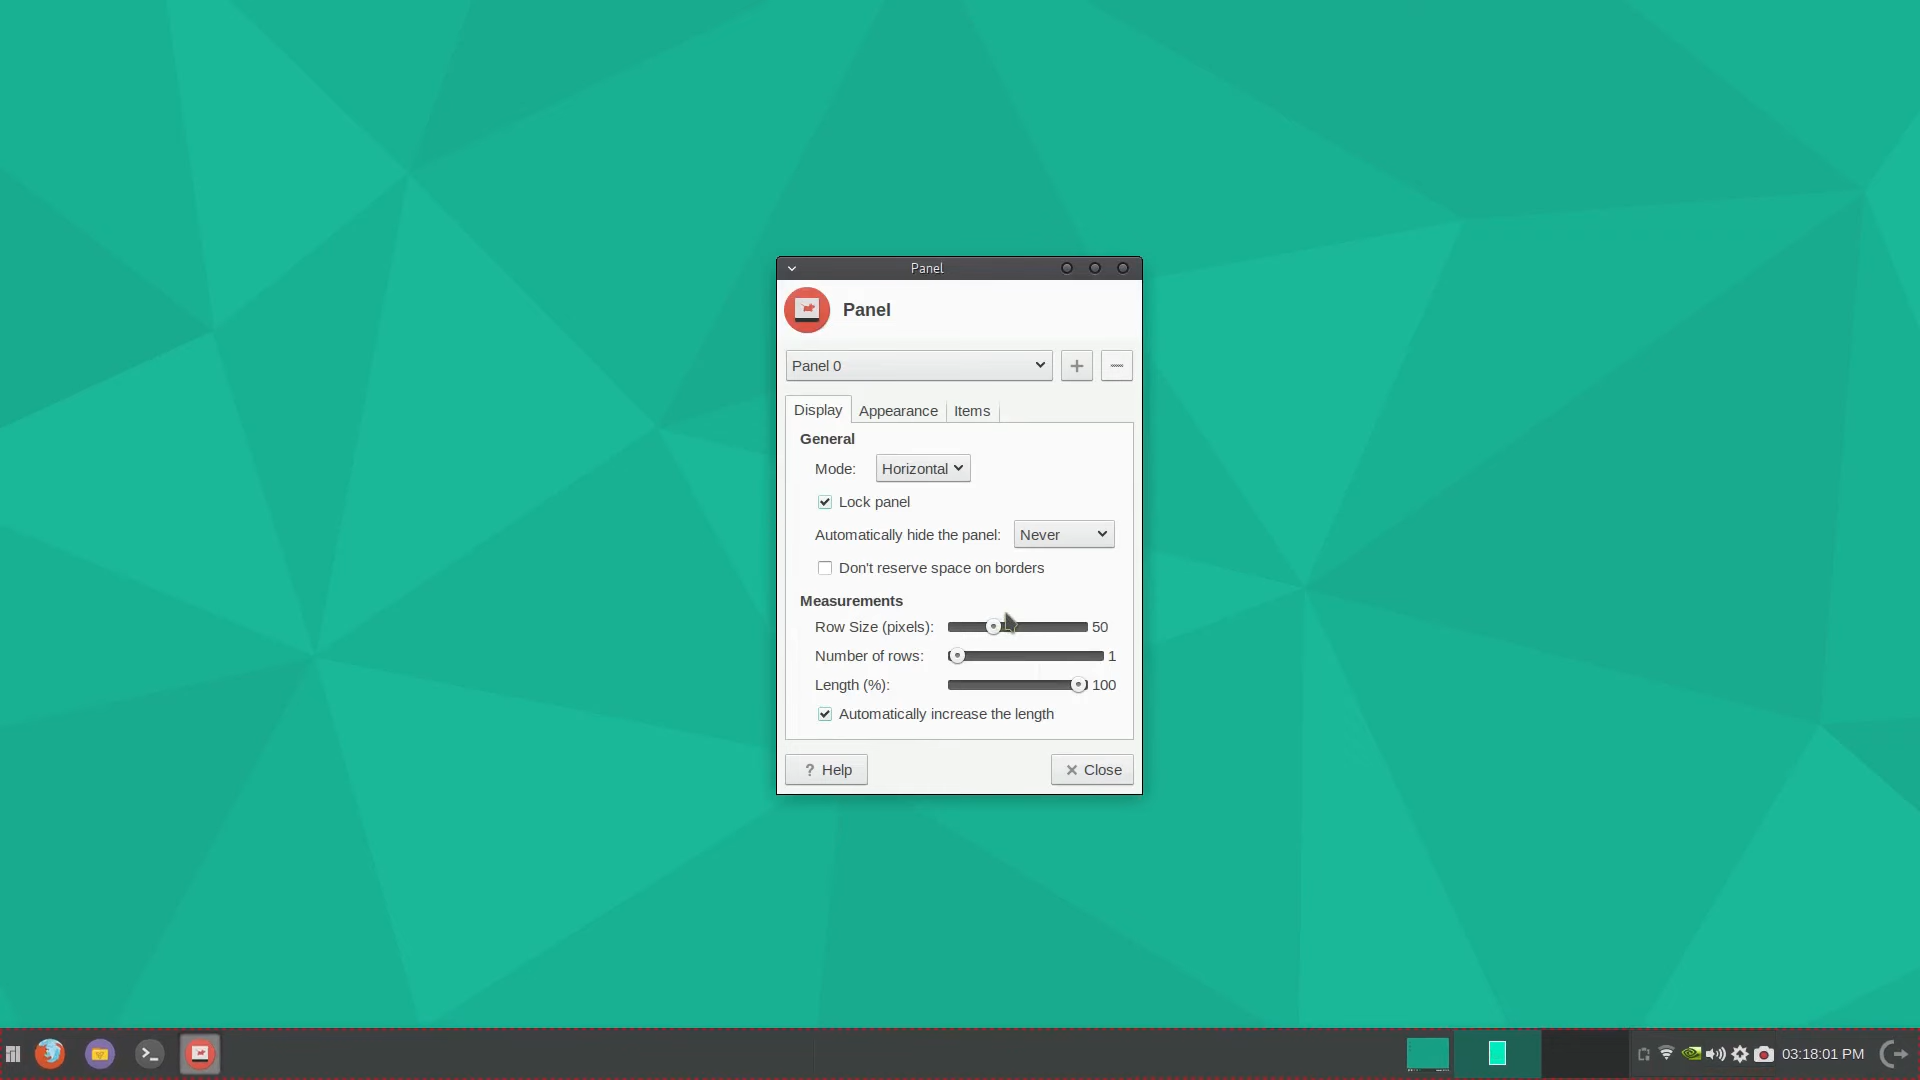 Panel
Panel
Panel 0
Display Appearance Items
General
Mode: Horizontal
Lock panel
Automatically hide the panel: Never
Don't reserve space on borders
Measurements
Row Size (pixels): 50
Number of rows: 1
Length (%): 100
Automatically increase the length
? Help
Close
03:18:01 PM